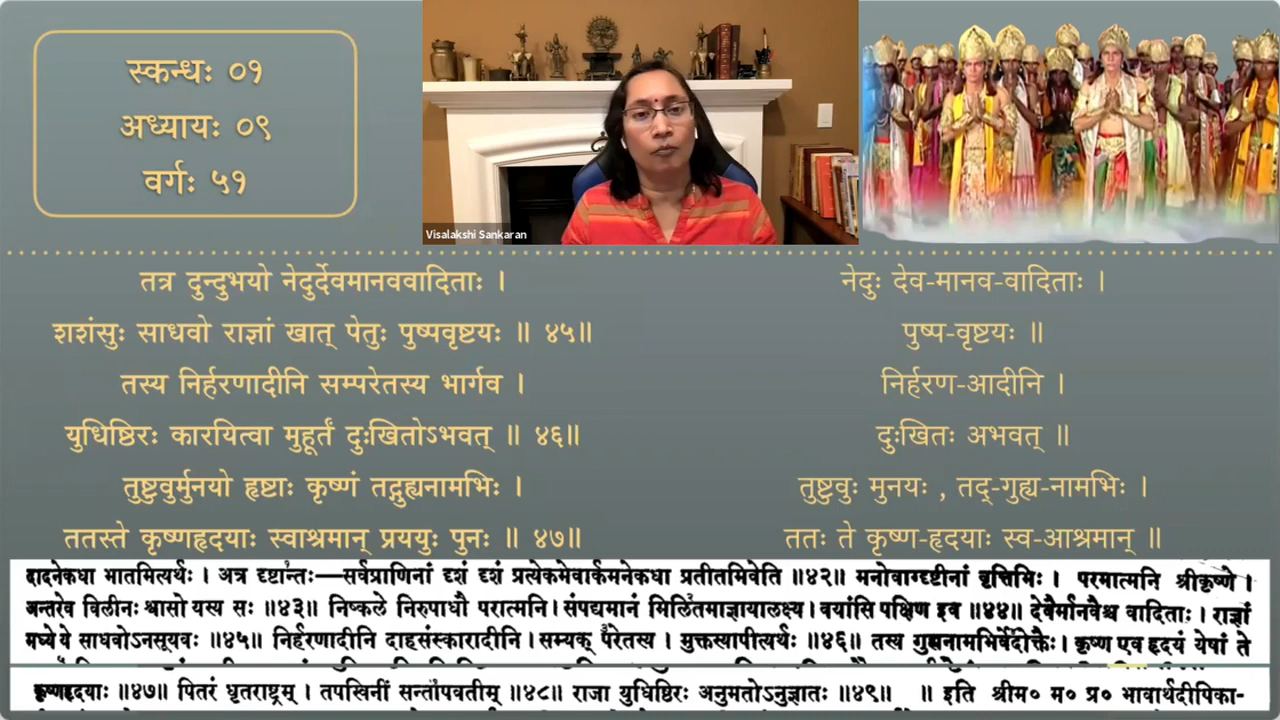 स्कन्धः ०१
अध्यायः ०९
वर्गः ५१
Visalakshi Sankaran
तत्र दुन्दुभयो नेदुर्देवमानववादिताः ।
शशंसुः साधवो राज्ञां खात् पेतुः पुष्पवृष्टयः ॥ ४५॥
तस्य निर्हरणादीनि सम्परेतस्य भार्गव ।
युधिष्ठिरः कारयित्वा मुहूर्तं दुःखितोऽभवत् ॥ ४६॥
तुष्टुवुर्मुनयो हृष्टाः कृष्णं तद्गुह्यनामभिः ।
ततस्ते कृष्णहृदयाः स्वाश्रमान् प्रययुः पुनः ॥ ४७॥
नेदुः देव-मानव-वादिताः ।
पुष्प-वृष्टयः ॥
निर्हरण-आदीनि ।
दुःखितः अभवत् ॥
तुष्टुवुः मुनयः , तद्-गुह्य-नामभिः ।
ततः ते कृष्ण-हृदयाः स्व-आश्रमान् ॥
दादनेकधा भातमित्यर्थः । अत्र दृष्टान्तः—सर्वप्राणिनां दृशं दृशं प्रत्येकमेवार्कमनेकधा प्रतीतमिवेति ॥४२॥ मनोवाग्दृष्टीनां वृत्तिमिः । परमात्मनि श्रीकृष्णे ।
अन्तरेव विलीनः श्वासो यस्य सः ॥४३॥ निष्कले निरुपाधौ परात्मनि । संपद्यमानं मिलितमाज्ञायालक्ष्य । वयांसि पक्षिण इव ॥४४॥ देवैर्मानवैश्च वादिताः । राज्ञां
मध्ये ये साधवोऽनसूयवः ॥४५॥ निर्हरणादीनि दाहसंस्कारादीनि । सम्यक् परेतस्य । मुक्तस्यापीत्यर्थः ॥४६॥ तस्य गुह्यनामभिर्वेदोक्तैः । कृष्ण एव हृदयं येषां ते
कृष्णहृदयाः ॥४७॥ पितरं धृतराष्ट्रम् । तपस्विनीं सन्तापवतीम् ॥४८॥ राजा युधिष्ठिरः अनुमतोऽनुज्ञातः ॥४९॥ ॥ इति श्रीम० म० प्र० भावार्थदीपिका-